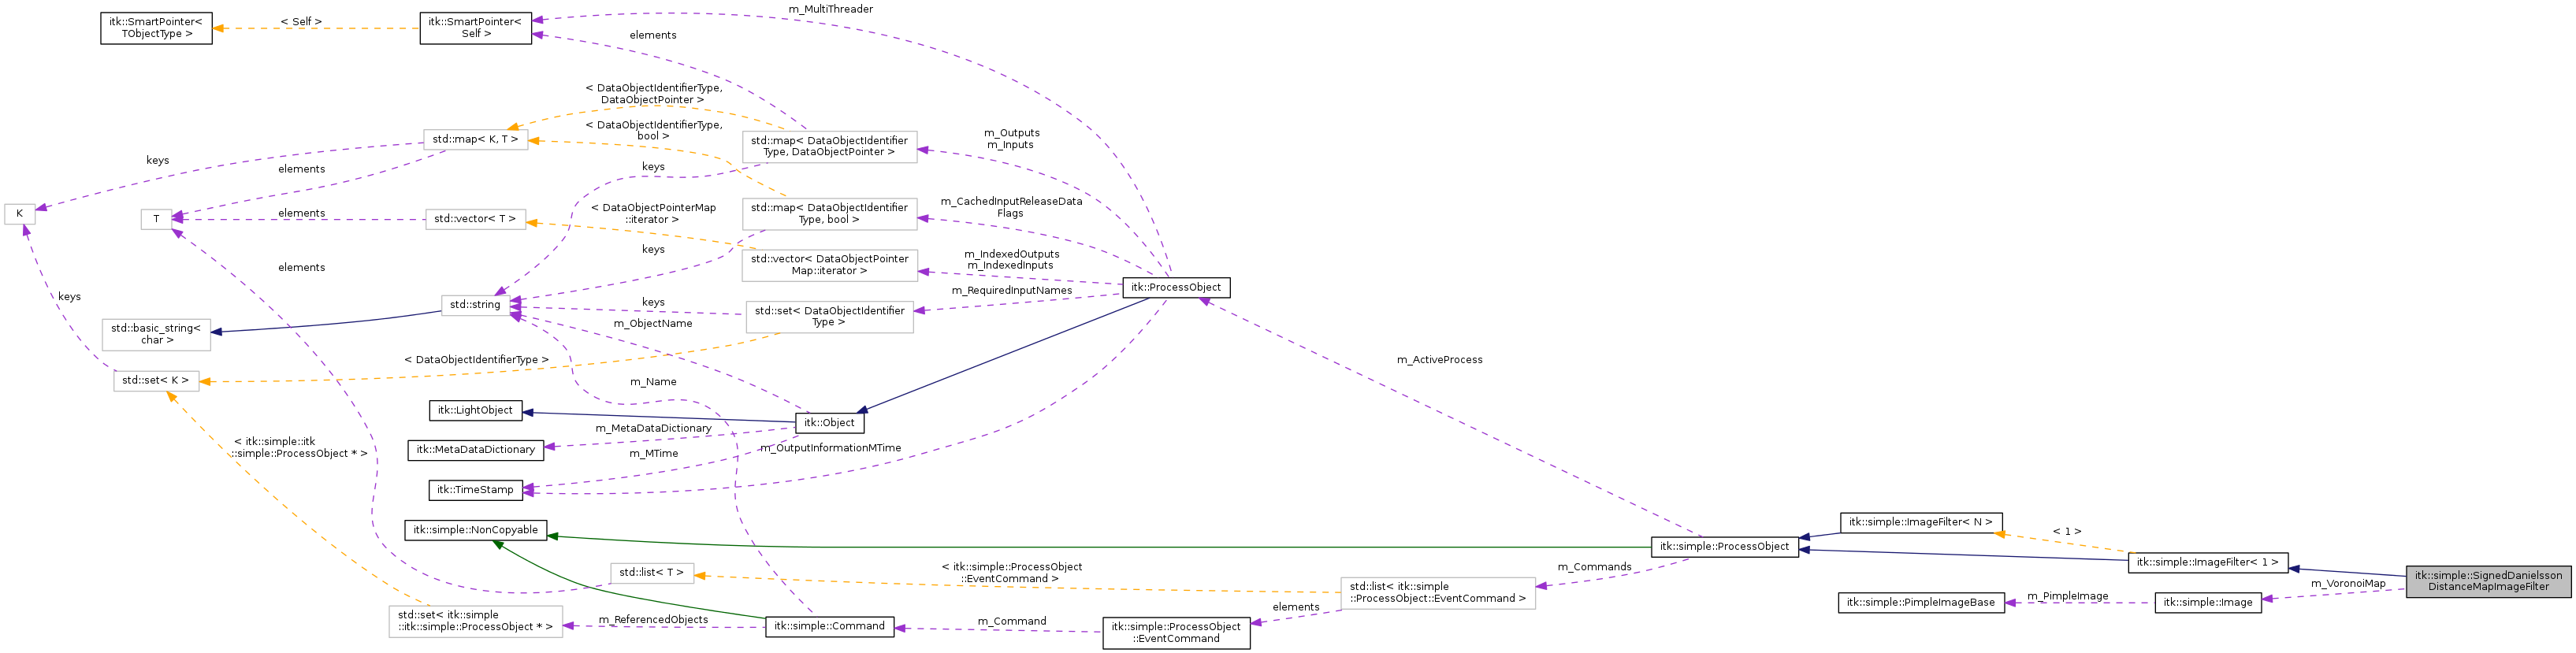 m_MultiThreader
itk::SmartPointer<
TObjectType >
< Self >
itk::SmartPointer<
Self >
elements
< DataObjectIdentifierType,
DataObjectPointer >
< DataObjectIdentifierType,
bool >
std::map< K, T >
std::map< DataObjectIdentifier
Type, DataObjectPointer >
m_Outputs
m_Inputs
keys
elements
keys
K
T
elements
std::vector< T >
< DataObjectPointerMap
::iterator >
std::map< DataObjectIdentifier
Type, bool >
m_CachedInputReleaseData
Flags
keys
std::vector< DataObjectPointer
Map::iterator >
m_IndexedOutputs
m_IndexedInputs
elements
itk::ProcessObject
m_RequiredInputNames
keys
std::string
keys
std::set< DataObjectIdentifier
Type >
std::basic_string<
char >
m_ObjectName
< DataObjectIdentifierType >
m_ActiveProcess
std::set< K >
m_Name
itk::LightObject
itk::Object
m_MetaDataDictionary
< itk::simple::itk
::simple::ProcessObject * >
itk::MetaDataDictionary
m_MTime
m_OutputInformationMTime
itk::TimeStamp
itk::simple::NonCopyable
itk::simple::ImageFilter< N >
< 1 >
itk::simple::ProcessObject
itk::simple::ImageFilter< 1 >
std::list< T >
< itk::simple::ProcessObject
::EventCommand >
m_Commands
std::list< itk::simple
::ProcessObject::EventCommand >
m_VoronoiMap
itk::simple::SignedDanielsson
DistanceMapImageFilter
itk::simple::PimpleImageBase
m_PimpleImage
itk::simple::Image
elements
std::set< itk::simple
::itk::simple::ProcessObject * >
m_ReferencedObjects
itk::simple::Command
m_Command
itk::simple::ProcessObject
::EventCommand